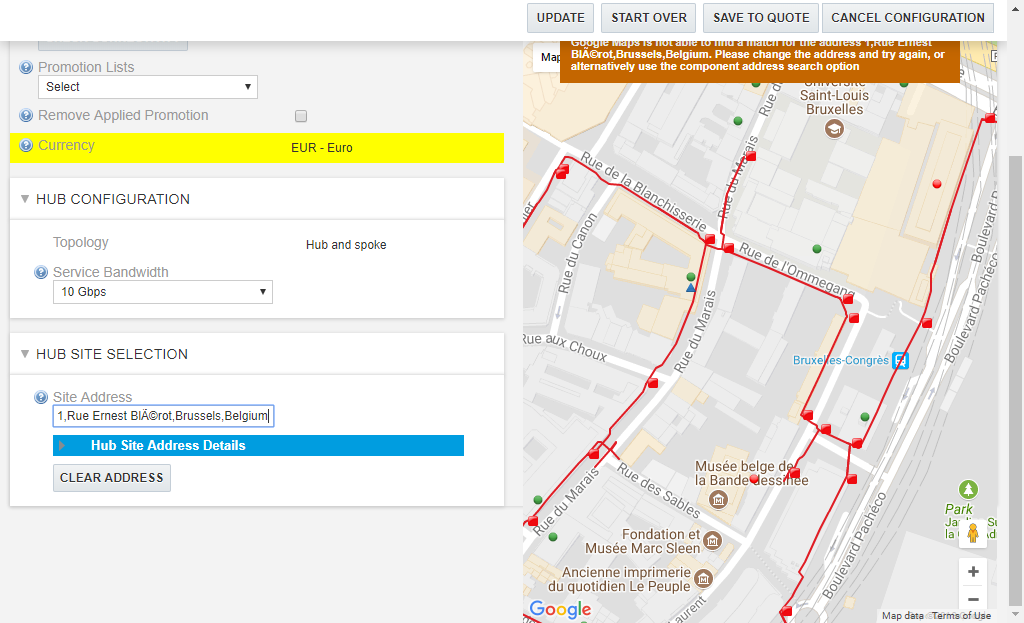 UPDATE
START OVER
SAVE TO QUOTE
CANCEL CONFIGURATION
Promotion Lists
Select
Remove Applied Promotion
Currency
EUR - Euro
HUB CONFIGURATION
Topology
Hub and spoke
Service Bandwidth
10 Gbps
HUB SITE SELECTION
Site Address
1,Rue Ernest BlÃ©rot,Brussels,Belgium
Hub Site Address Details
CLEAR ADDRESS
Map
Google Maps is not able to find a match for the address 1,Rue Ernest
BlÃ©rot,Brussels,Belgium. Please change the address and try again, or
alternatively use the component address search option
Université
Saint-Louis
Bruxelles
Rue d
Rue du Marais
Rue de la Blanchisserie
Rue du Canon
Rue de l'Ommegang
Boulevard Pachéco
Rue du Marais
Rue aux Choux
Bruxelles-Congrès
Boulevard Pachéco
Musée belge de
la Bande dessinée
Rue des Sables
Rue du Marais
Fondation et
Musée Marc Sleen
Ancienne imprimerie
du quotidien Le Peuple
Boulevard Pachéco
Park
Laurent
Google
Map data
Terms of Use